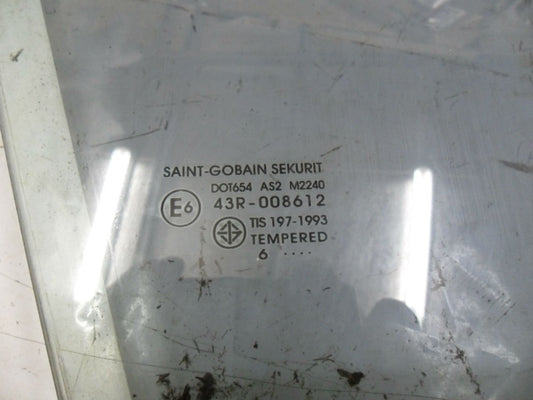 SAINT-GOBAIN SEKURIT
DOT654 AS2 M2240
E6 43R-008612
TIS 197-1993
TEMPERED
6 ....